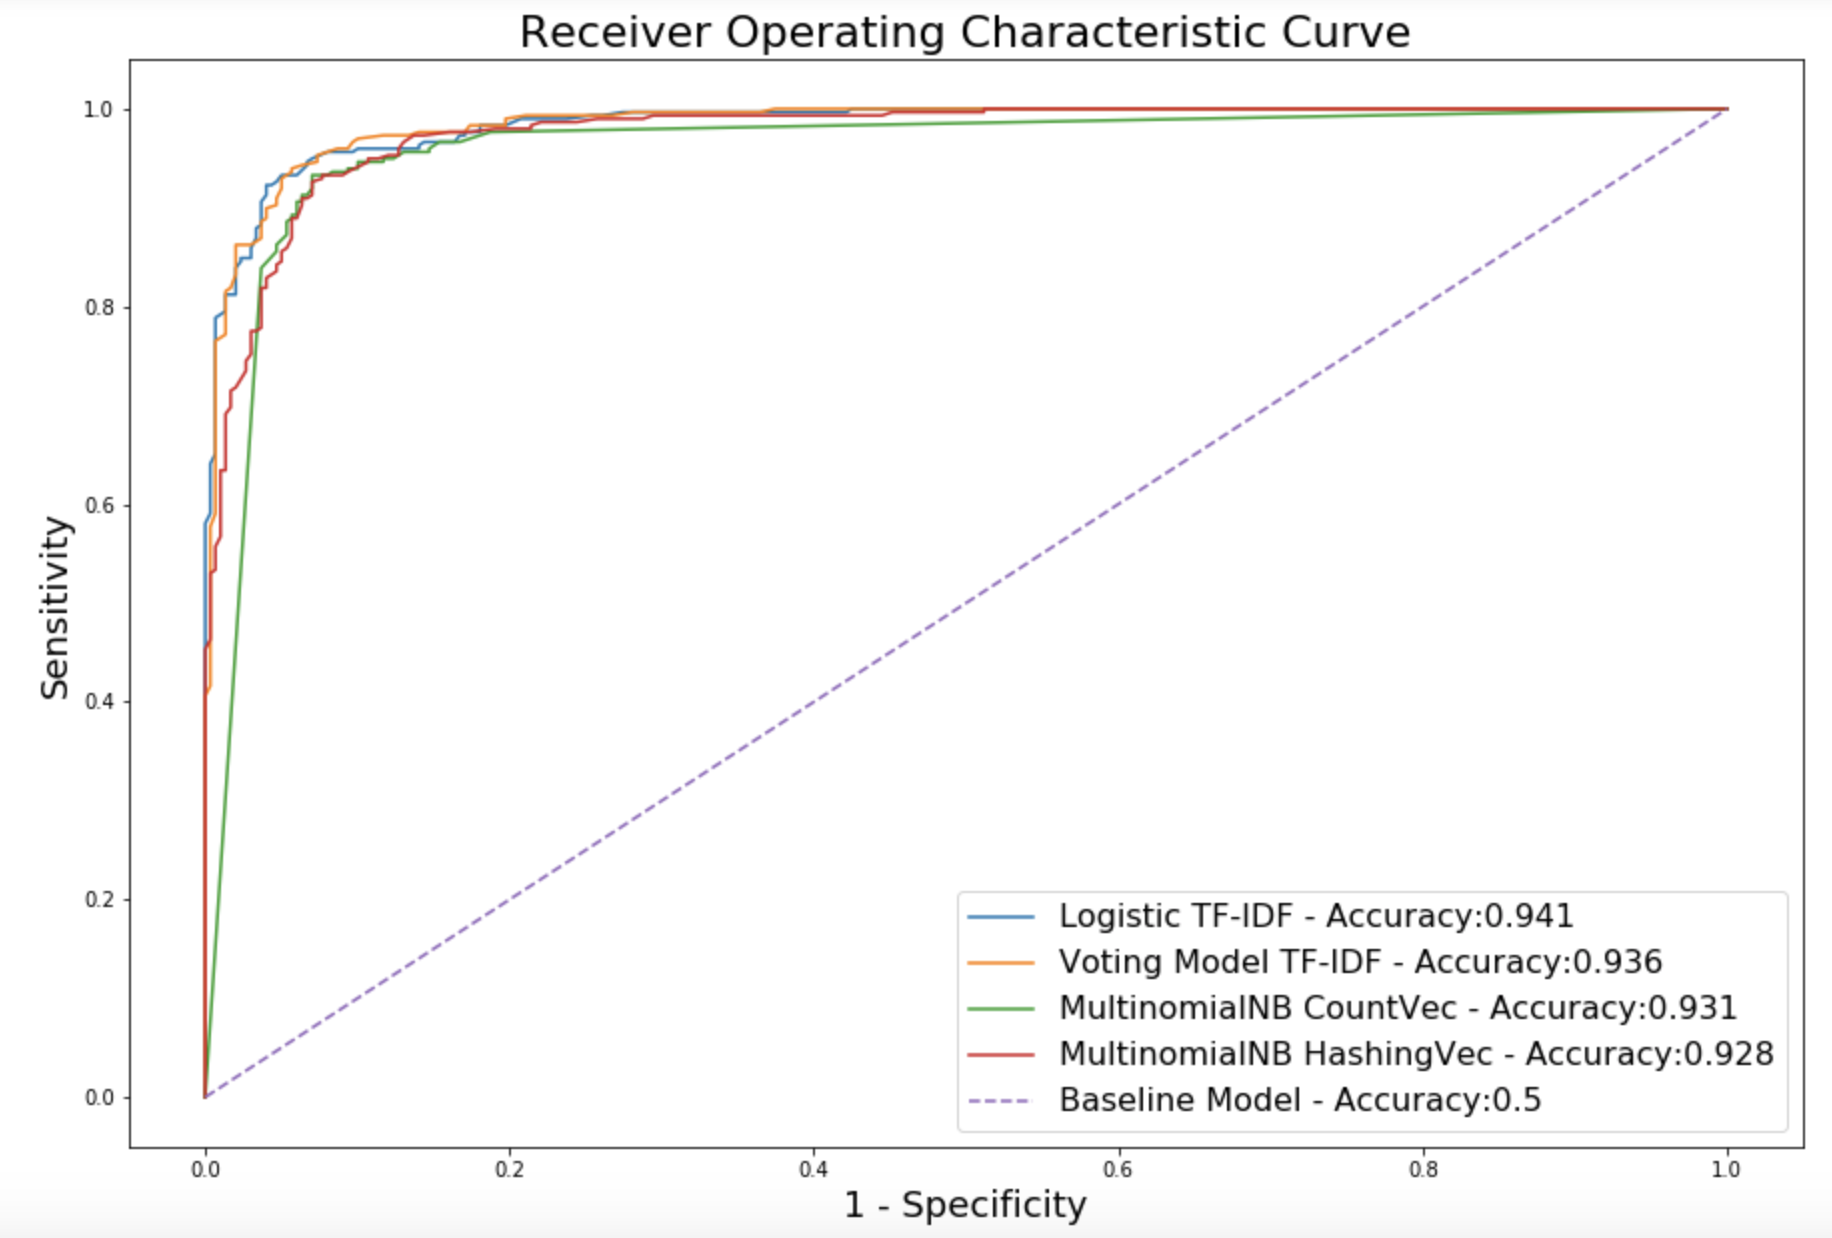 Receiver Operating Characteristic Curve
1.0
0.8
0.6
0.4
0.2
0.0
Sensitivity
Logistic TF-IDF - Accuracy:0.941
Voting Model TF-IDF - Accuracy:0.936
MultinomialNB CountVec - Accuracy:0.931
MultinomialNB HashingVec - Accuracy:0.928
Baseline Model - Accuracy:0.5
0.0 0.2 0.4 0.6 0.8 1.0
1 - Specificity